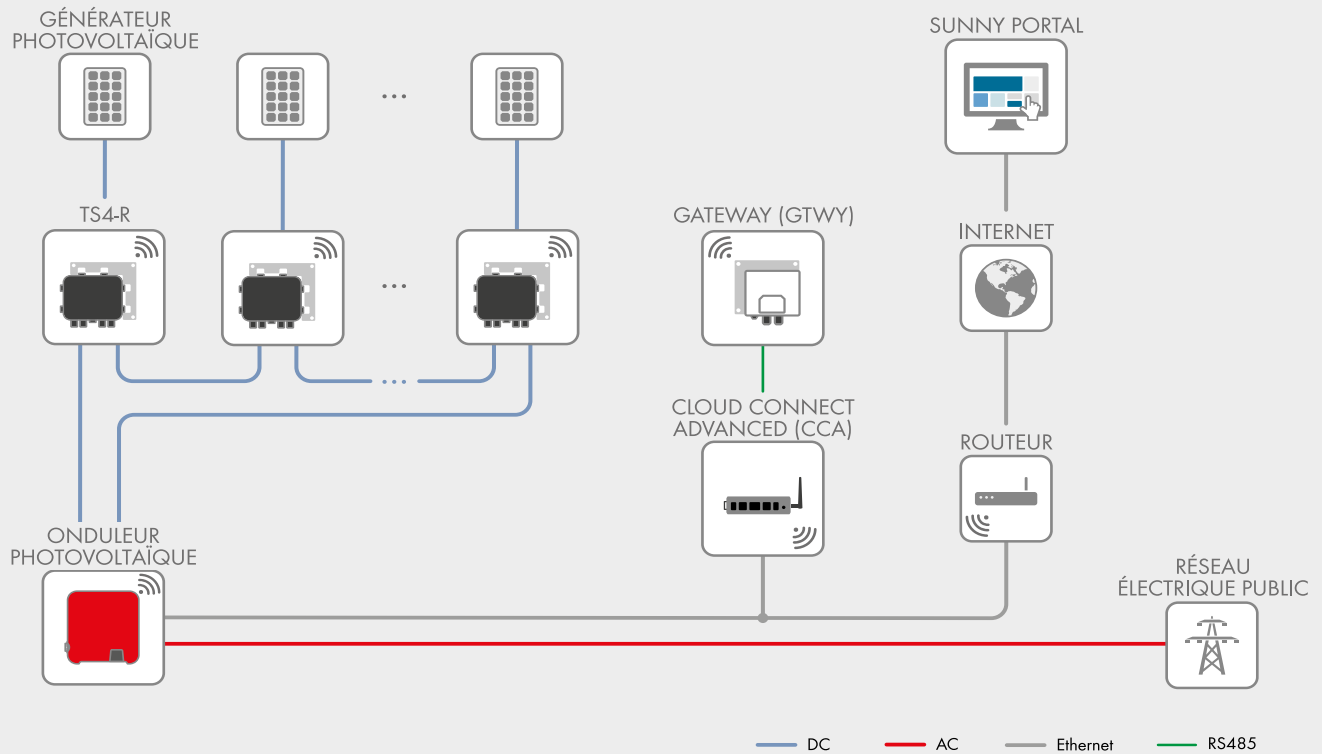 GÉNÉRATEUR
PHOTOVOLTAÏQUE
SUNNY PORTAL
...
TS4-R
GATEWAY (GTWY)
INTERNET
...
...
CLOUD CONNECT
ADVANCED (CCA)
ROUTEUR
ONDULEUR
PHOTOVOLTAÏQUE
RÉSEAU
ÉLECTRIQUE PUBLIC
DC
AC
Ethernet
RS485